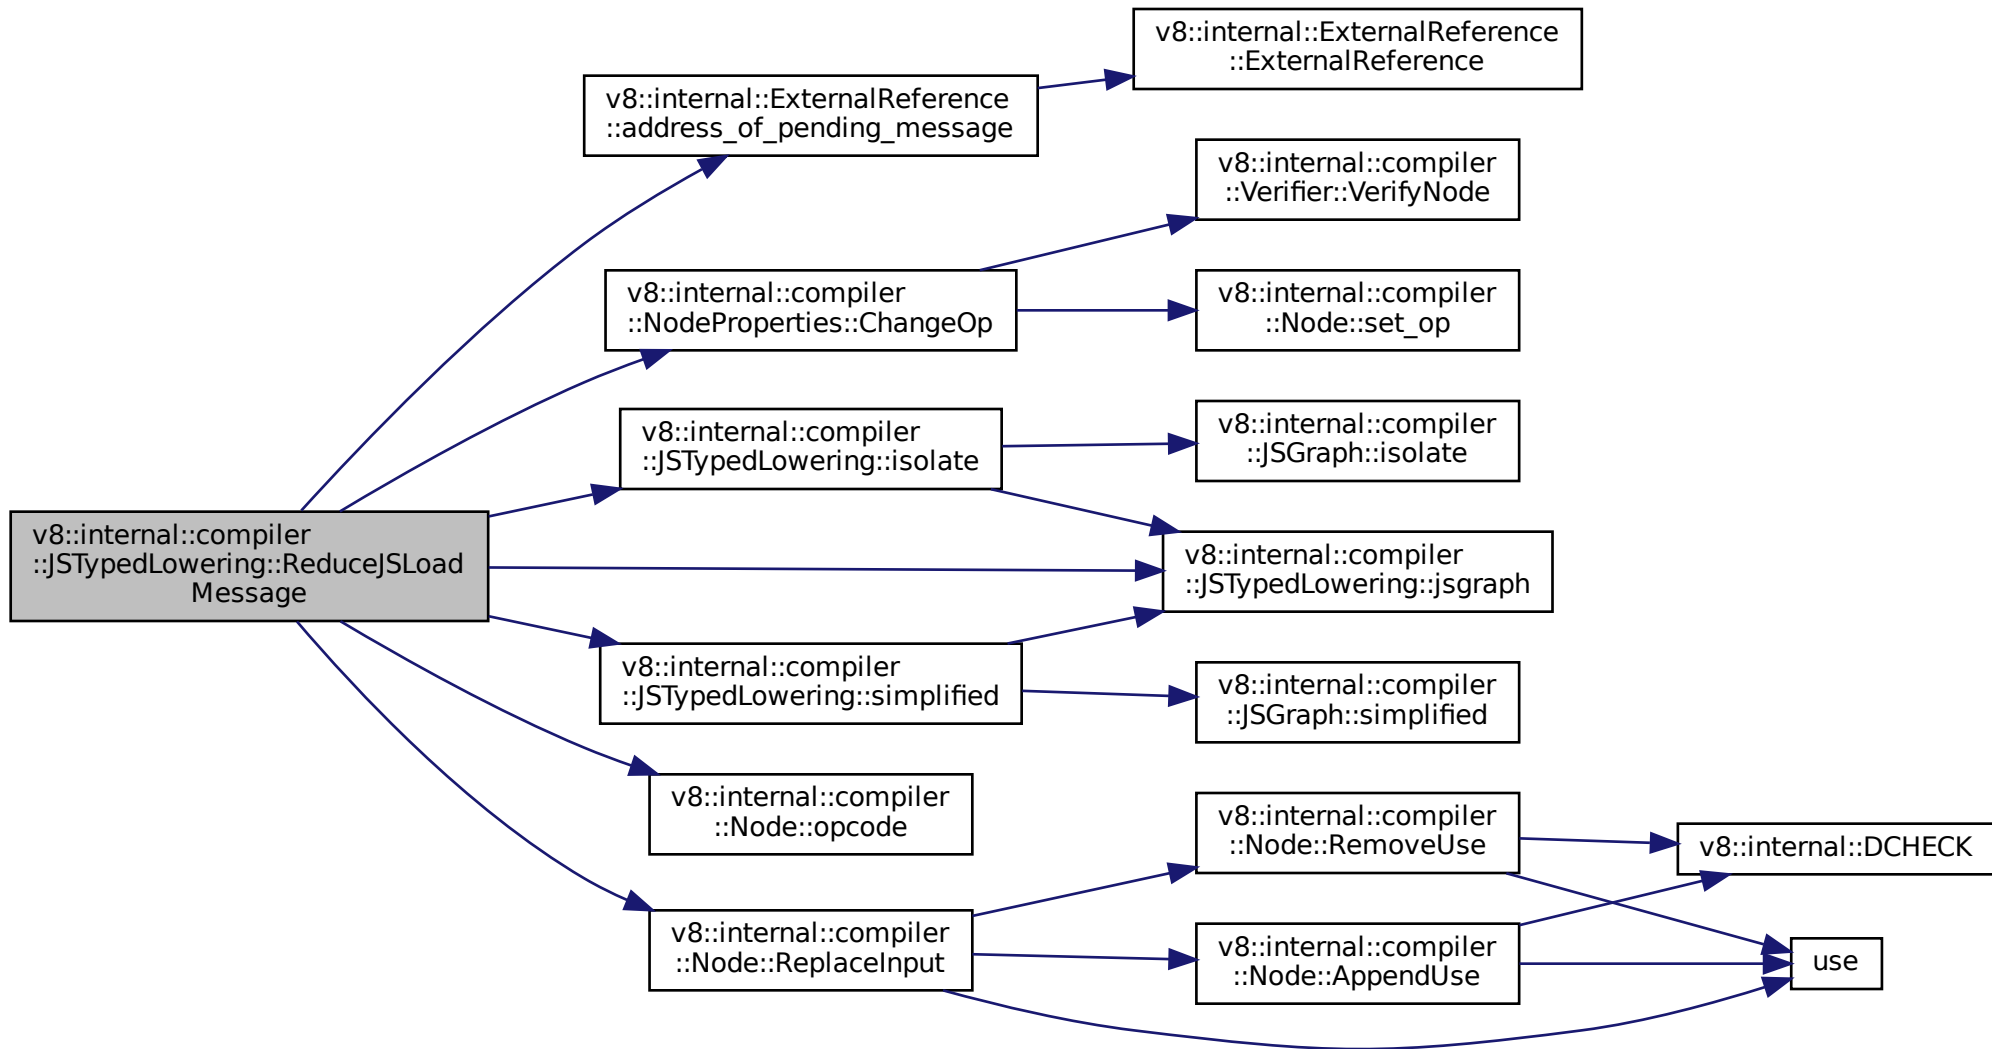 v8::internal::ExternalReference
::ExternalReference
v8::internal::ExternalReference
::address_of_pending_message
v8::internal::compiler
::Verifier::VerifyNode
v8::internal::compiler
::NodeProperties::ChangeOp
v8::internal::compiler
::Node::set_op
v8::internal::compiler
::JSTypedLowering::isolate
v8::internal::compiler
::JSGraph::isolate
v8::internal::compiler
::JSTypedLowering::ReduceJSLoad
Message
v8::internal::compiler
::JSTypedLowering::jsgraph
v8::internal::compiler
::JSTypedLowering::simplified
v8::internal::compiler
::JSGraph::simplified
v8::internal::compiler
::Node::opcode
v8::internal::compiler
::Node::RemoveUse
v8::internal::DCHECK
v8::internal::compiler
::Node::ReplaceInput
v8::internal::compiler
::Node::AppendUse
use